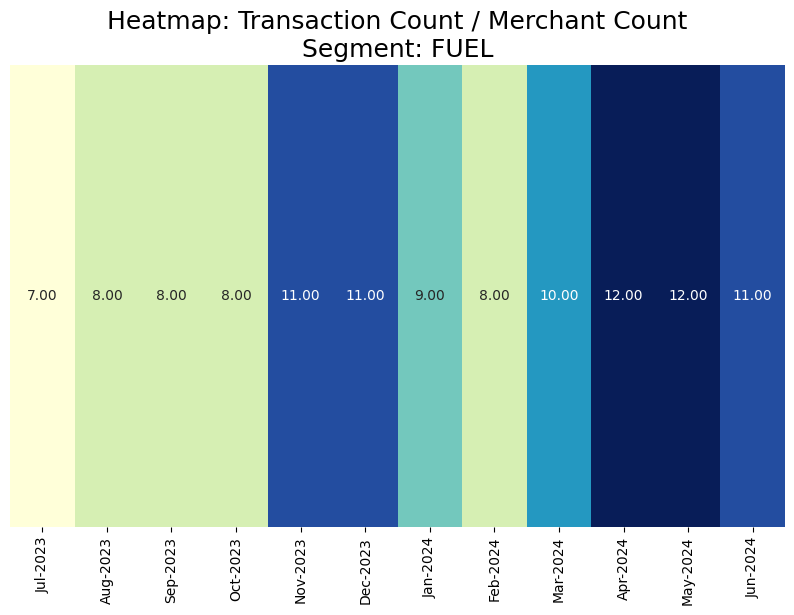 Heatmap: Transaction Count / Merchant Count
Segment: FUEL
7.00 8.00 8.00 8.00 11.00 11.00 9.00 8.00 10.00 12.00 12.00 11.00
Jul-2023 Aug-2023 Sep-2023 Oct-2023 Nov-2023 Dec-2023 Jan-2024 Feb-2024 Mar-2024 Apr-2024 May-2024 Jun-2024